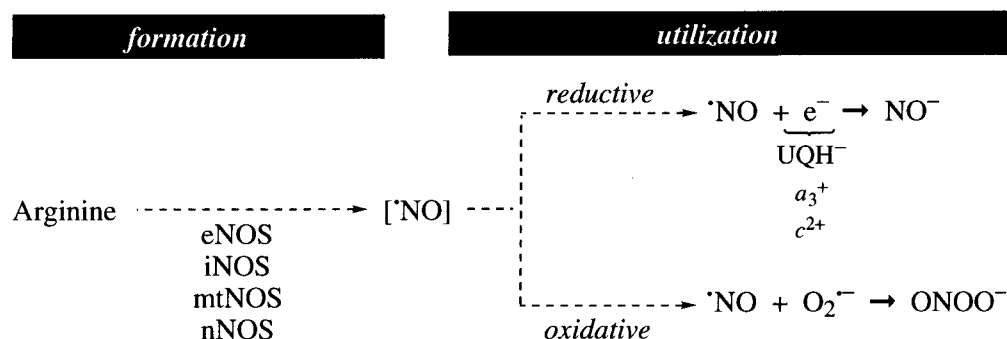 formation
utilization
reductive
•NO + e⁻ → NO⁻
UQH⁻
a₃⁺
c²⁺
Arginine
[•NO]
eNOS
iNOS
mtNOS
nNOS
oxidative
•NO + O₂•⁻ → ONOO⁻